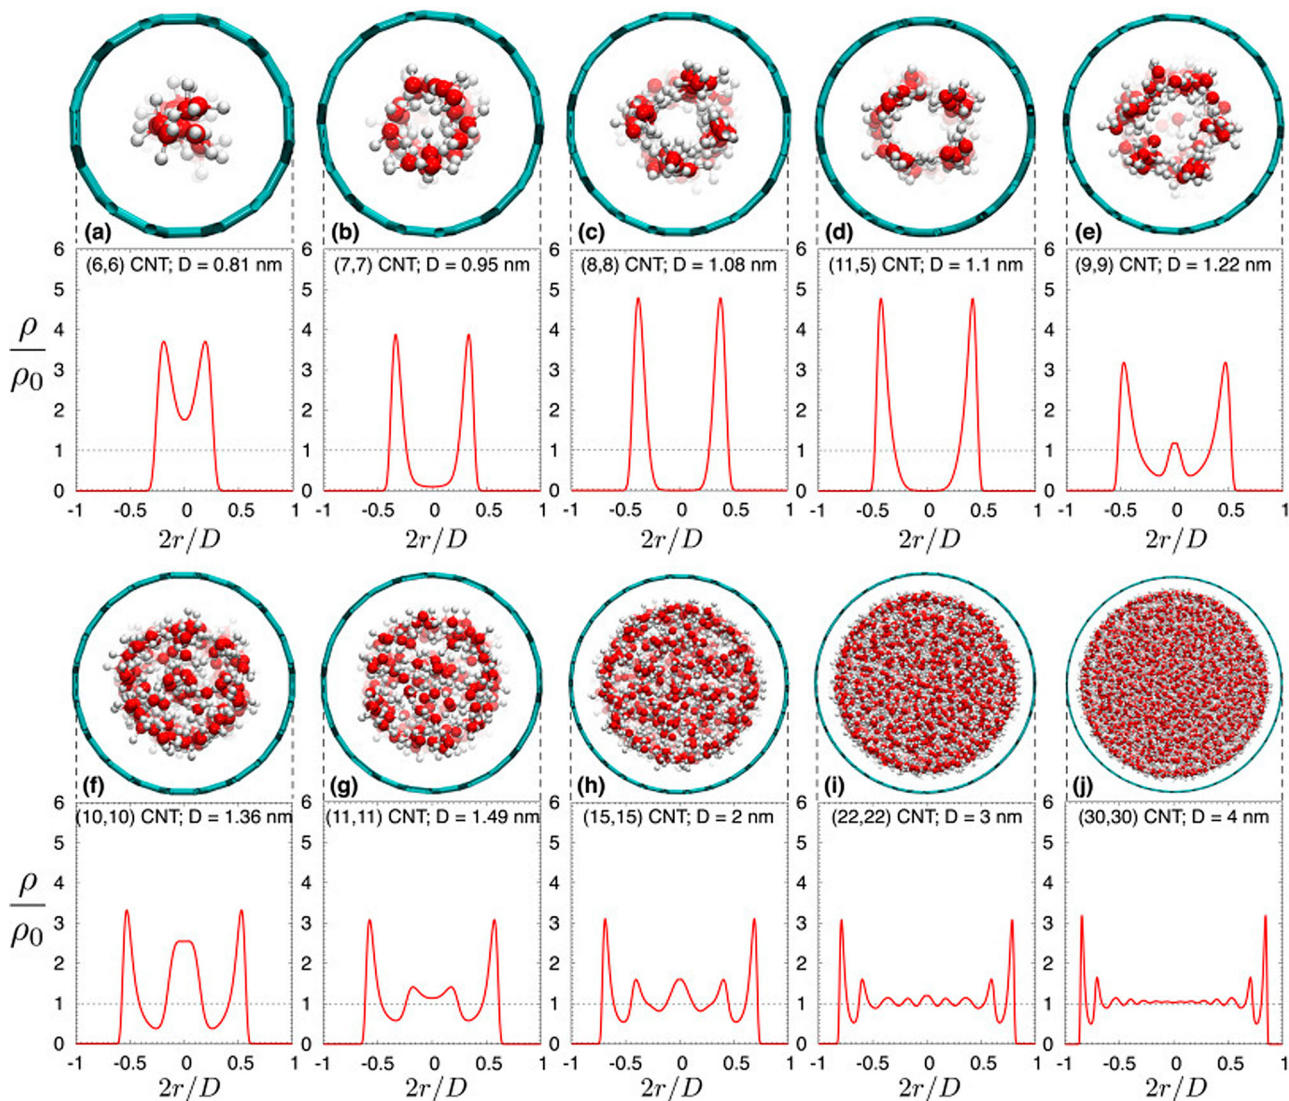 (a) (b) (c) (d) (e)
(6,6) CNT; D = 0.81 nm (7,7) CNT; D = 0.95 nm (8,8) CNT; D = 1.08 nm (11,5) CNT; D = 1.1 nm (9,9) CNT; D = 1.22 nm
ρ/ρ0
6 6 6 6 6
5 5 5 5 5
4 4 4 4 4
3 3 3 3 3
2 2 2 2 2
1 1 1 1 1
0 0 0 0 0
-1 -0.5 0 0.5 1 -1 -0.5 0 0.5 1 -1 -0.5 0 0.5 1 -1 -0.5 0 0.5 1 -1 -0.5 0 0.5 1
2r/D 2r/D 2r/D 2r/D 2r/D
(f) (g) (h) (i) (j)
(10,10) CNT; D = 1.36 nm (11,11) CNT; D = 1.49 nm (15,15) CNT; D = 2 nm (22,22) CNT; D = 3 nm (30,30) CNT; D = 4 nm
ρ/ρ0
6 6 6 6 6
5 5 5 5 5
4 4 4 4 4
3 3 3 3 3
2 2 2 2 2
1 1 1 1 1
0 0 0 0 0
-1 -0.5 0 0.5 1 -1 -0.5 0 0.5 1 -1 -0.5 0 0.5 1 -1 -0.5 0 0.5 1 -1 -0.5 0 0.5 1
2r/D 2r/D 2r/D 2r/D 2r/D